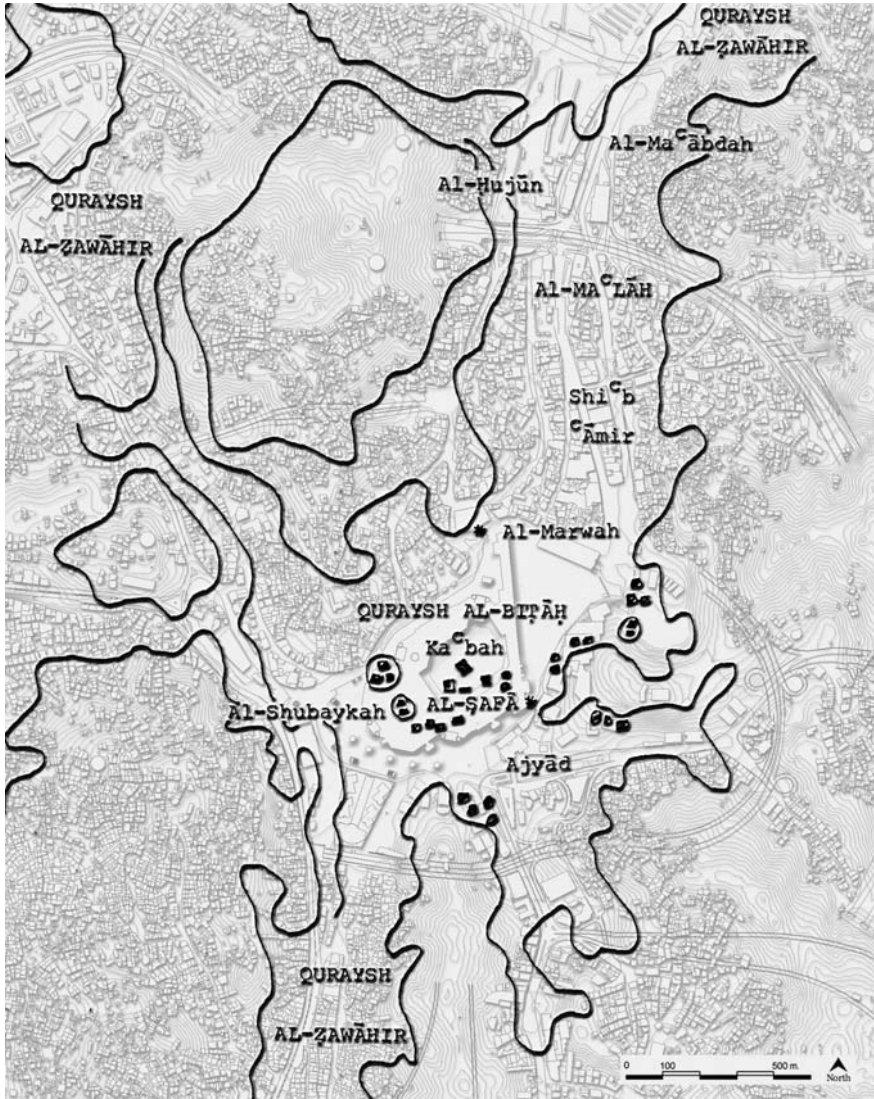 QURAYSH
AL-ẒAWĀHIR
Al-Maᶜābdah
Al-Ḥujūn
QURAYSH
AL-ẒAWĀHIR
Al-MAᶜLĀH
Shiᶜb
ᶜĀmir
Al-Marwah
QURAYSH AL-BIṬĀḤ
Kaᶜbah
AL-ṢAFĀ
Al-Shubaykah
Ajyād
QURAYSH
AL-ẒAWĀHIR
0 100 500 m.
North